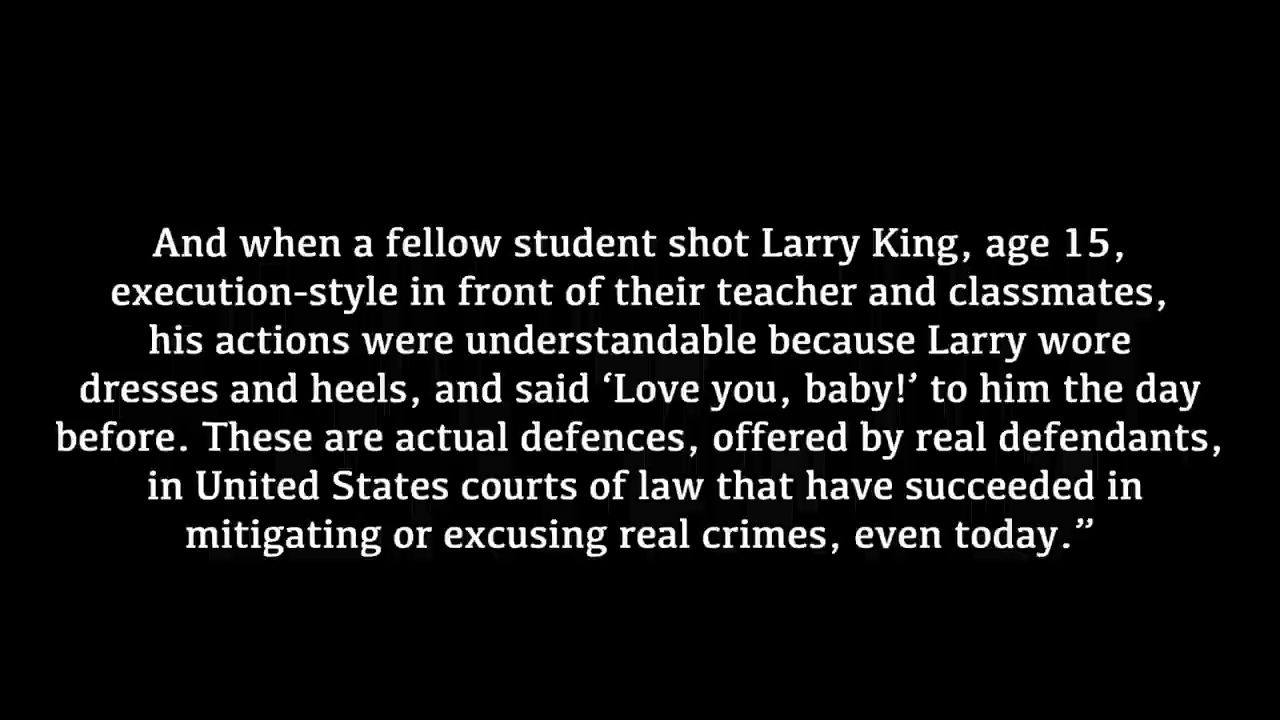 And when a fellow student shot Larry King, age 15,
execution-style in front of their teacher and classmates,
his actions were understandable because Larry wore
dresses and heels, and said ‘Love you, baby!’ to him the day
before. These are actual defences, offered by real defendants,
in United States courts of law that have succeeded in
mitigating or excusing real crimes, even today.”